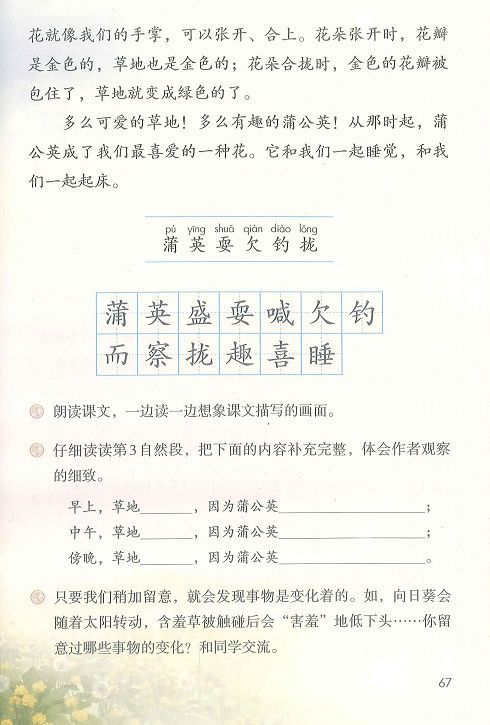 花就像我们的手掌，可以张开、合上。花朵张开时，花瓣
是金色的，草地也是金色的；花朵合拢时，金色的花瓣被
包住了，草地就变成绿色的了。
多么可爱的草地！多么有趣的蒲公英！从那时起，蒲
公英成了我们最喜爱的一种花。它和我们一起睡觉，和我
们一起起床。
pú yīng shuǎ qiàn diào lǒng
蒲 英 耍 欠 钓 拢
蒲 英 盛 耍 喊 欠 钓
而 察 拢 趣 喜 睡
朗读课文，一边读一边想象课文描写的画面。
仔细读读第3自然段，把下面的内容补充完整，体会作者观察
的细致。
早上，草地______，因为蒲公英________________；
中午，草地______，因为蒲公英________________；
傍晚，草地______，因为蒲公英________________。
只要我们稍加留意，就会发现事物是变化着的。如，向日葵会
随着太阳转动，含羞草被触碰后会“害羞”地低下头……你留
意过哪些事物的变化？和同学交流。
67